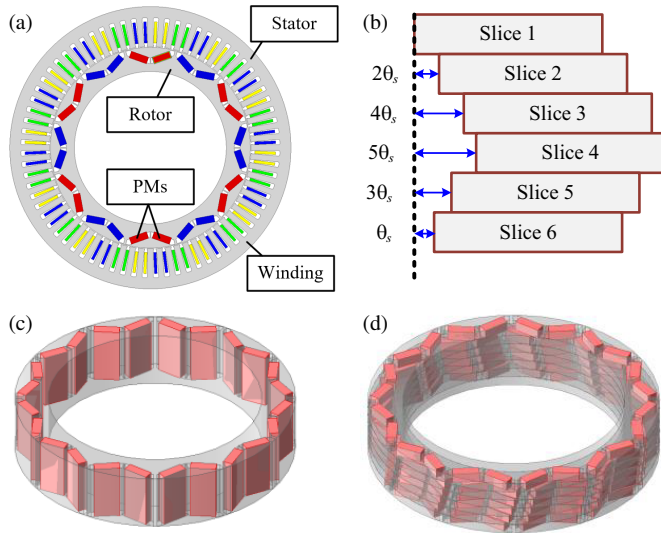 (a)
Stator
Rotor
PMs
Winding
(b)
Slice 1
2θs Slice 2
4θs Slice 3
5θs Slice 4
3θs Slice 5
θs Slice 6
(c)
(d)